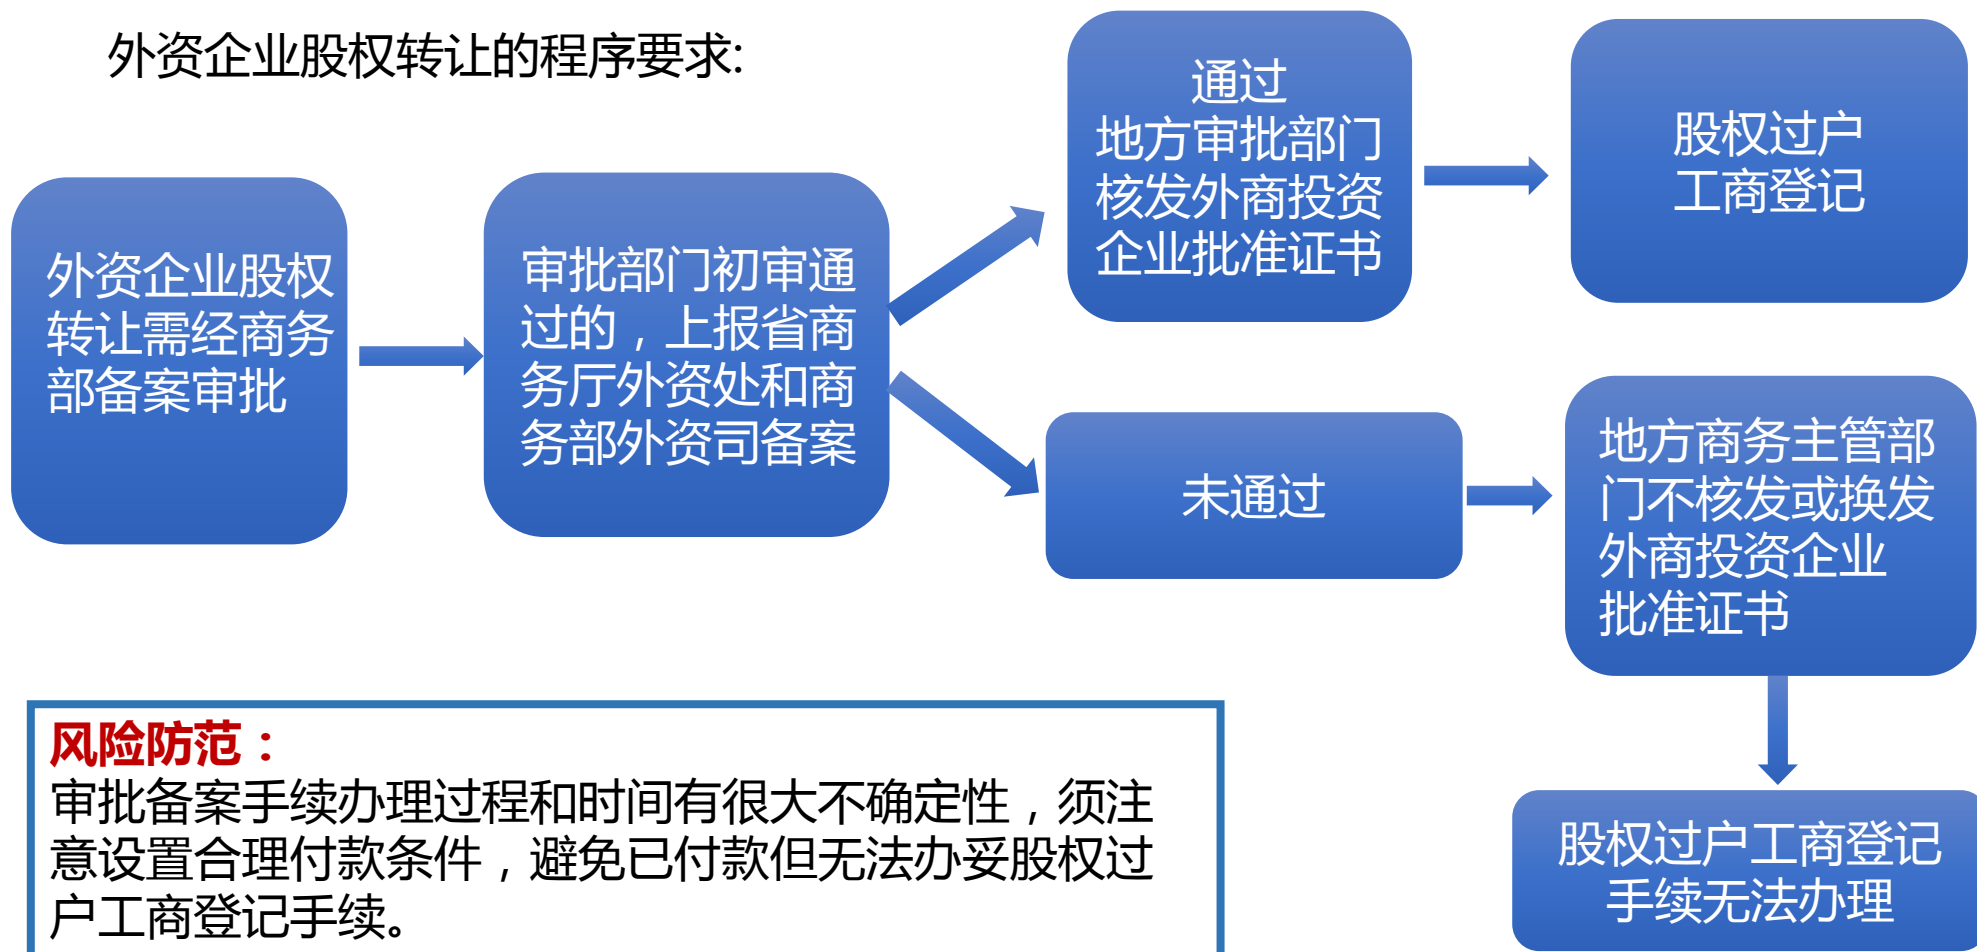 外资企业股权转让的程序要求:
外资企业股权
转让需经商务
部备案审批
审批部门初审通
过的，上报省商
务厅外资处和商
务部外资司备案
通过
地方审批部门
核发外商投资
企业批准证书
股权过户
工商登记
未通过
地方商务主管部
门不核发或换发
外商投资企业
批准证书
股权过户工商登记
手续无法办理
风险防范：
审批备案手续办理过程和时间有很大不确定性，须注
意设置合理付款条件，避免已付款但无法办妥股权过
户工商登记手续。